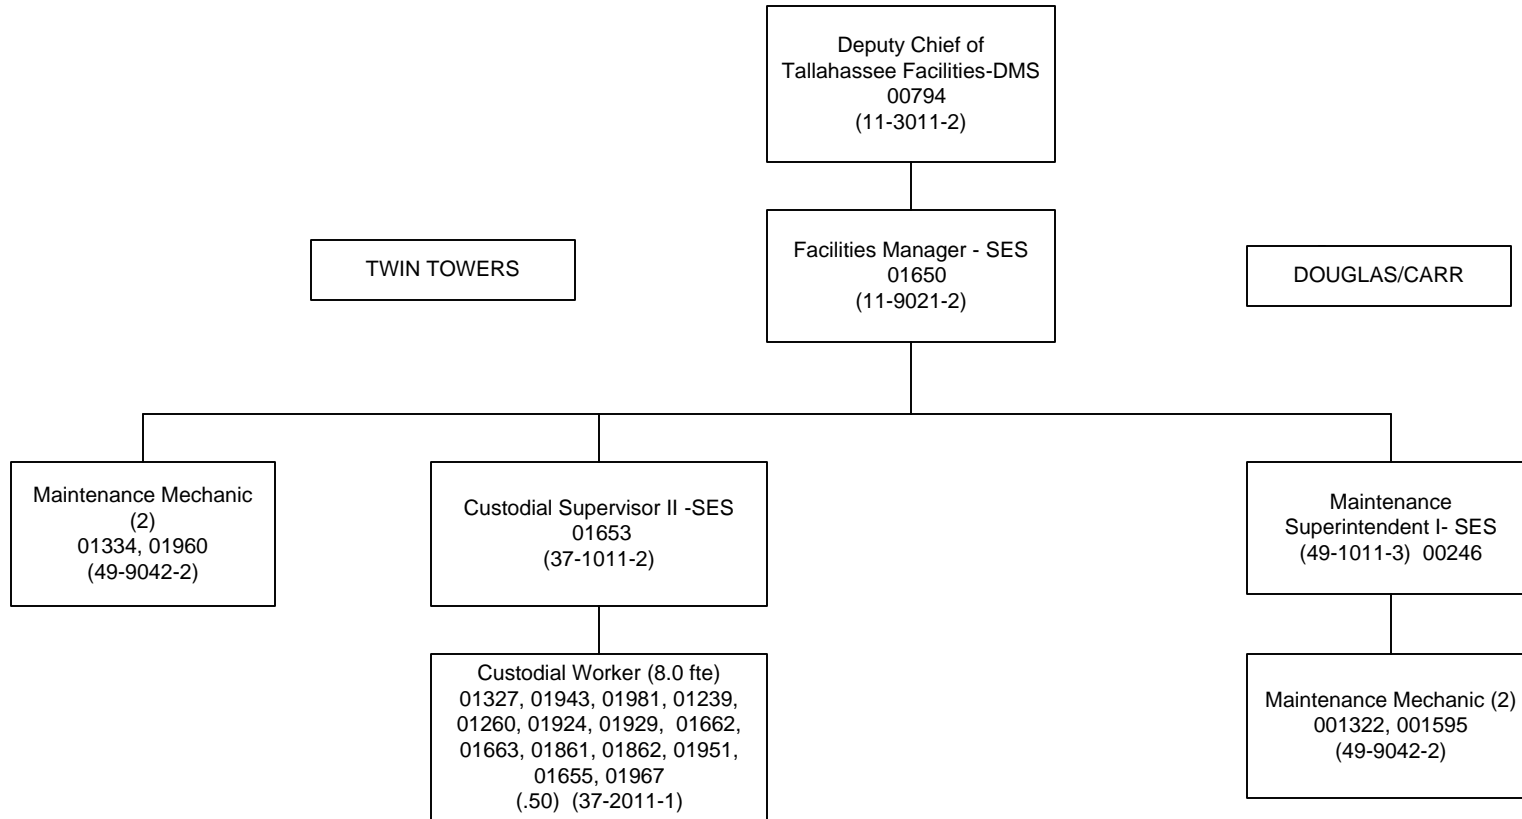 Deputy Chief of
Tallahassee Facilities-DMS
00794
(11-3011-2)
TWIN TOWERS
Facilities Manager - SES
01650
(11-9021-2)
DOUGLAS/CARR
Maintenance Mechanic
(2)
01334, 01960
(49-9042-2)
Custodial Supervisor II -SES
01653
(37-1011-2)
Maintenance
Superintendent I- SES
(49-1011-3) 00246
Custodial Worker (8.0 fte)
01327, 01943, 01981, 01239,
01260, 01924, 01929, 01662,
01663, 01861, 01862, 01951,
01655, 01967
(.50) (37-2011-1)
Maintenance Mechanic (2)
001322, 001595
(49-9042-2)